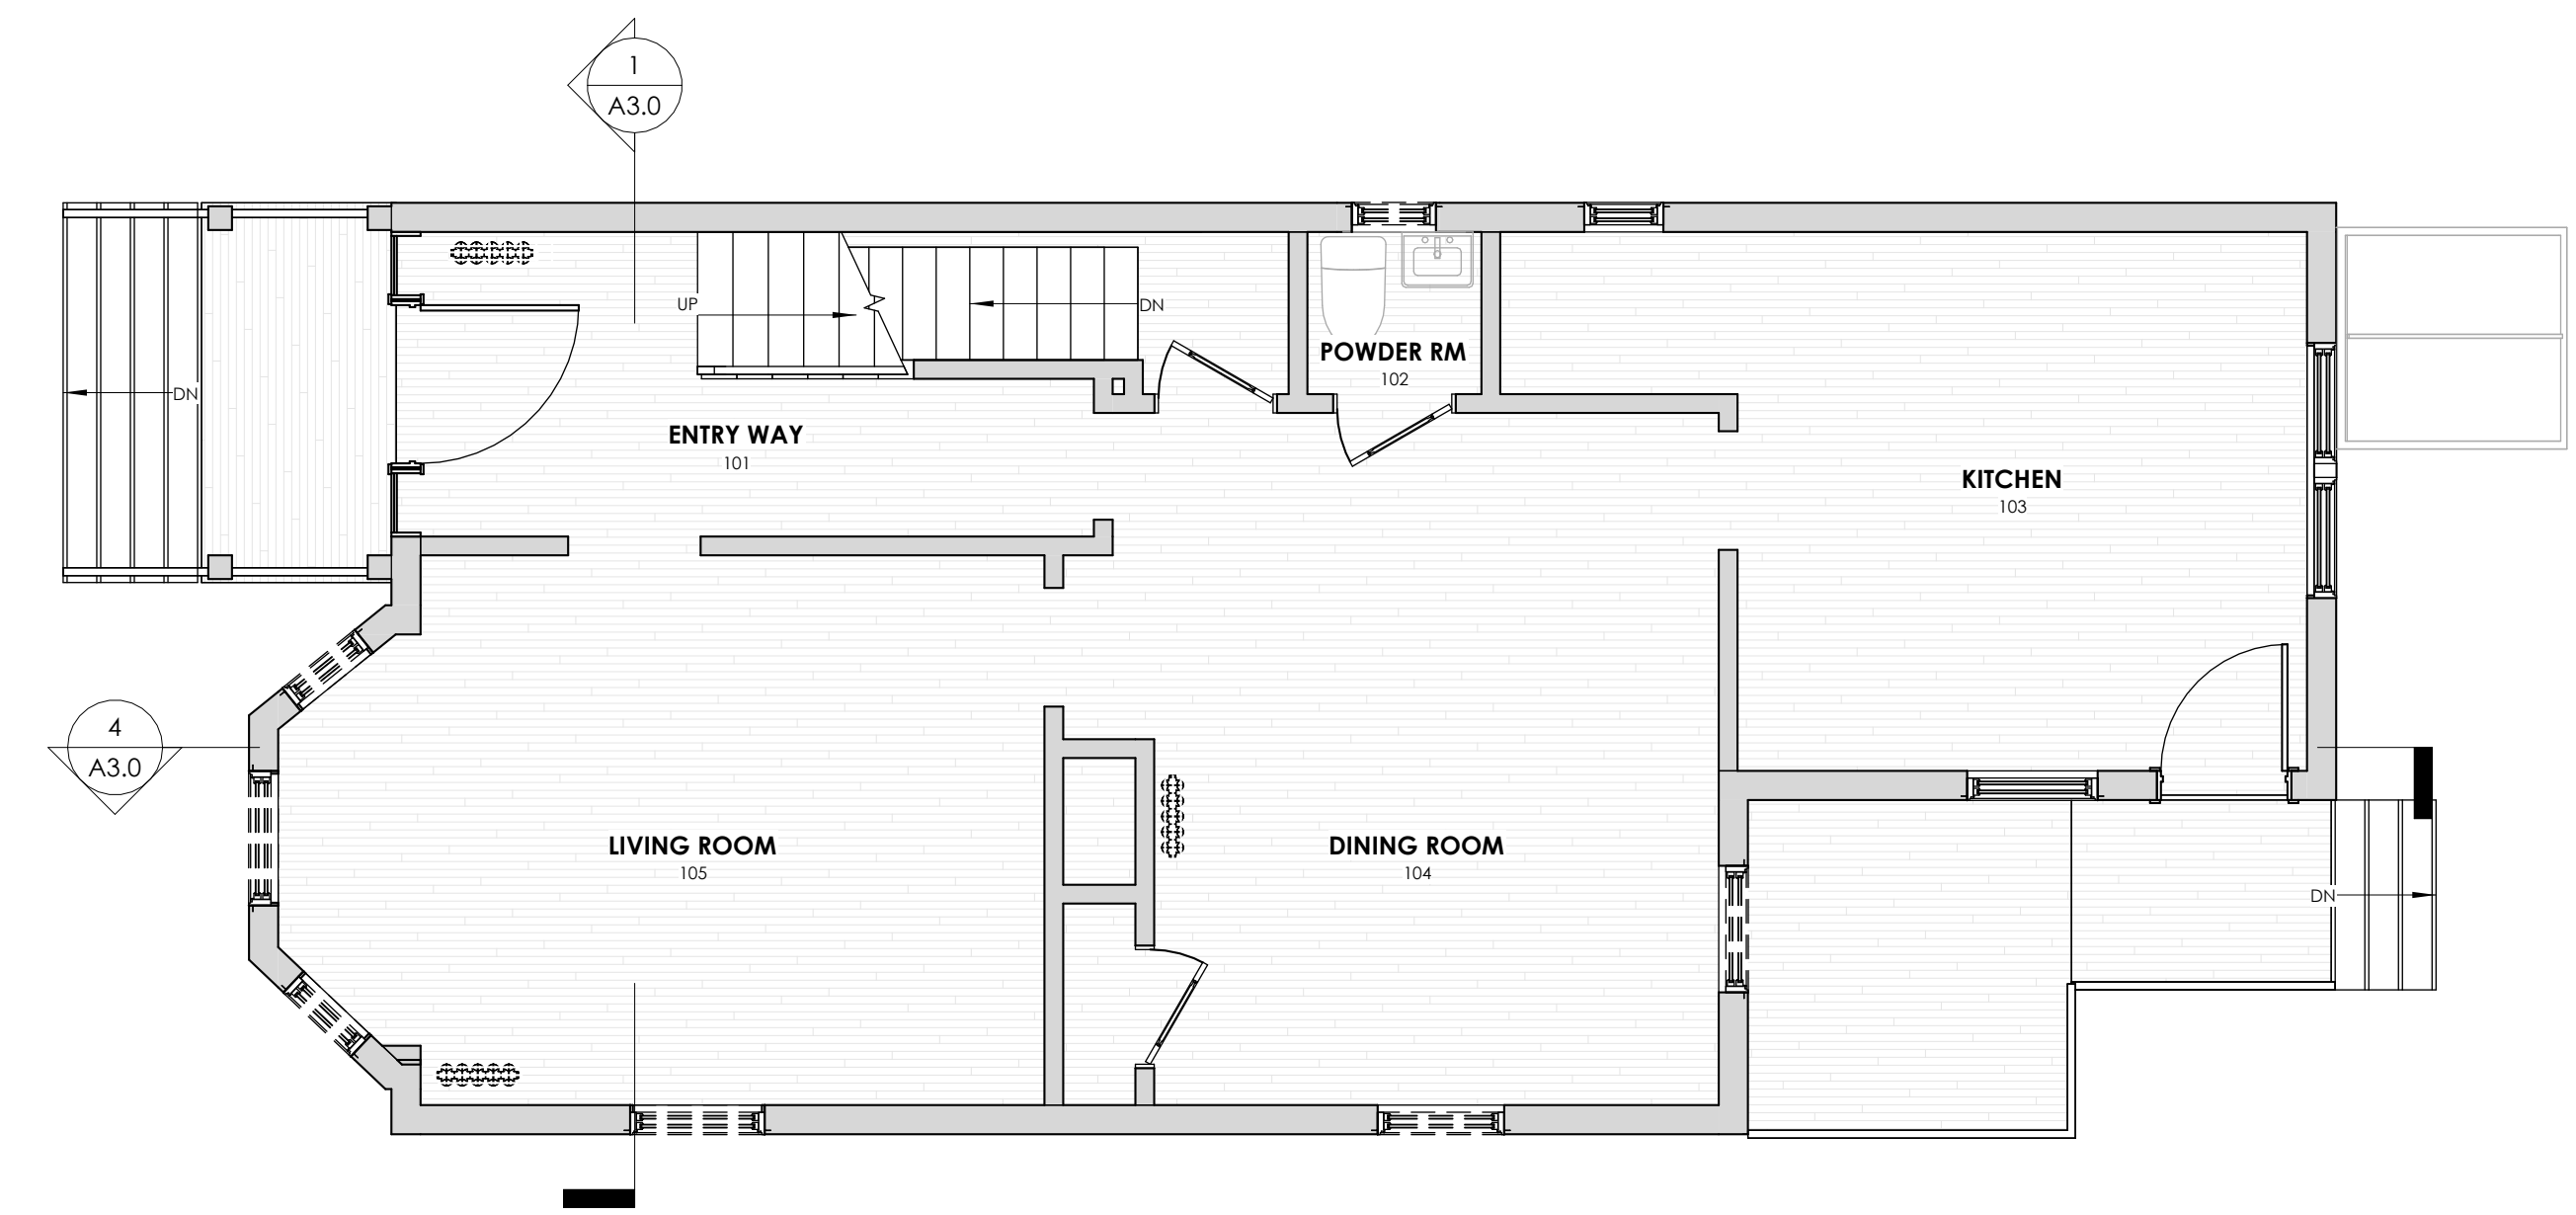 1
A3.0
UP
DN
DN
POWDER RM
102
ENTRY WAY
101
KITCHEN
103
4
A3.0
LIVING ROOM
105
DINING ROOM
104
DN